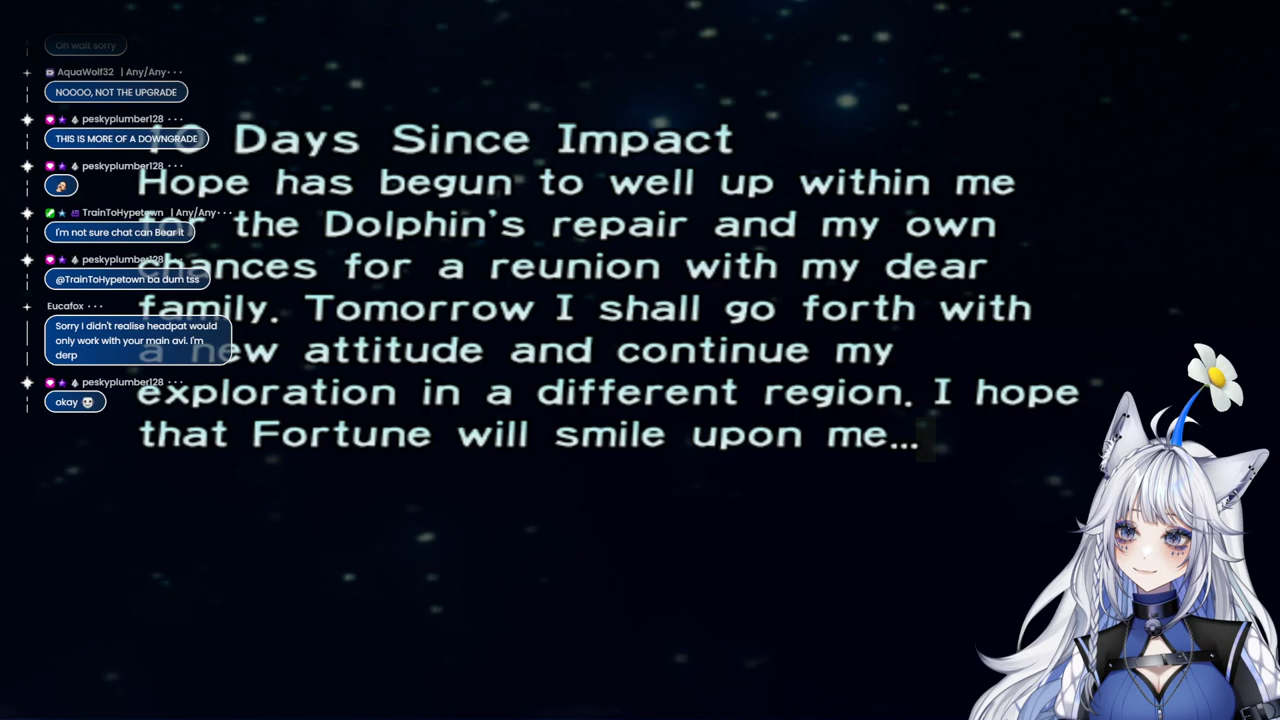 Oh wait sorry
AquaWolf32 | Any/Any
NOOOO, NOT THE UPGRADE
peskyplumber128
THIS IS MORE OF A DOWNGRADE
peskyplumber128
TrainToHypetown | Any/Any
I'm not sure chat can Bear it
peskyplumber128
@TrainToHypetown ba dum tss
Eucafox
Sorry I didn't realise headpat would
only work with your main avi. I'm
derp
peskyplumber128
okay
10 Days Since Impact
Hope has begun to well up within me
for the Dolphin's repair and my own
chances for a reunion with my dear
family. Tomorrow I shall go forth with
a new attitude and continue my
exploration in a different region. I hope
that Fortune will smile upon me...